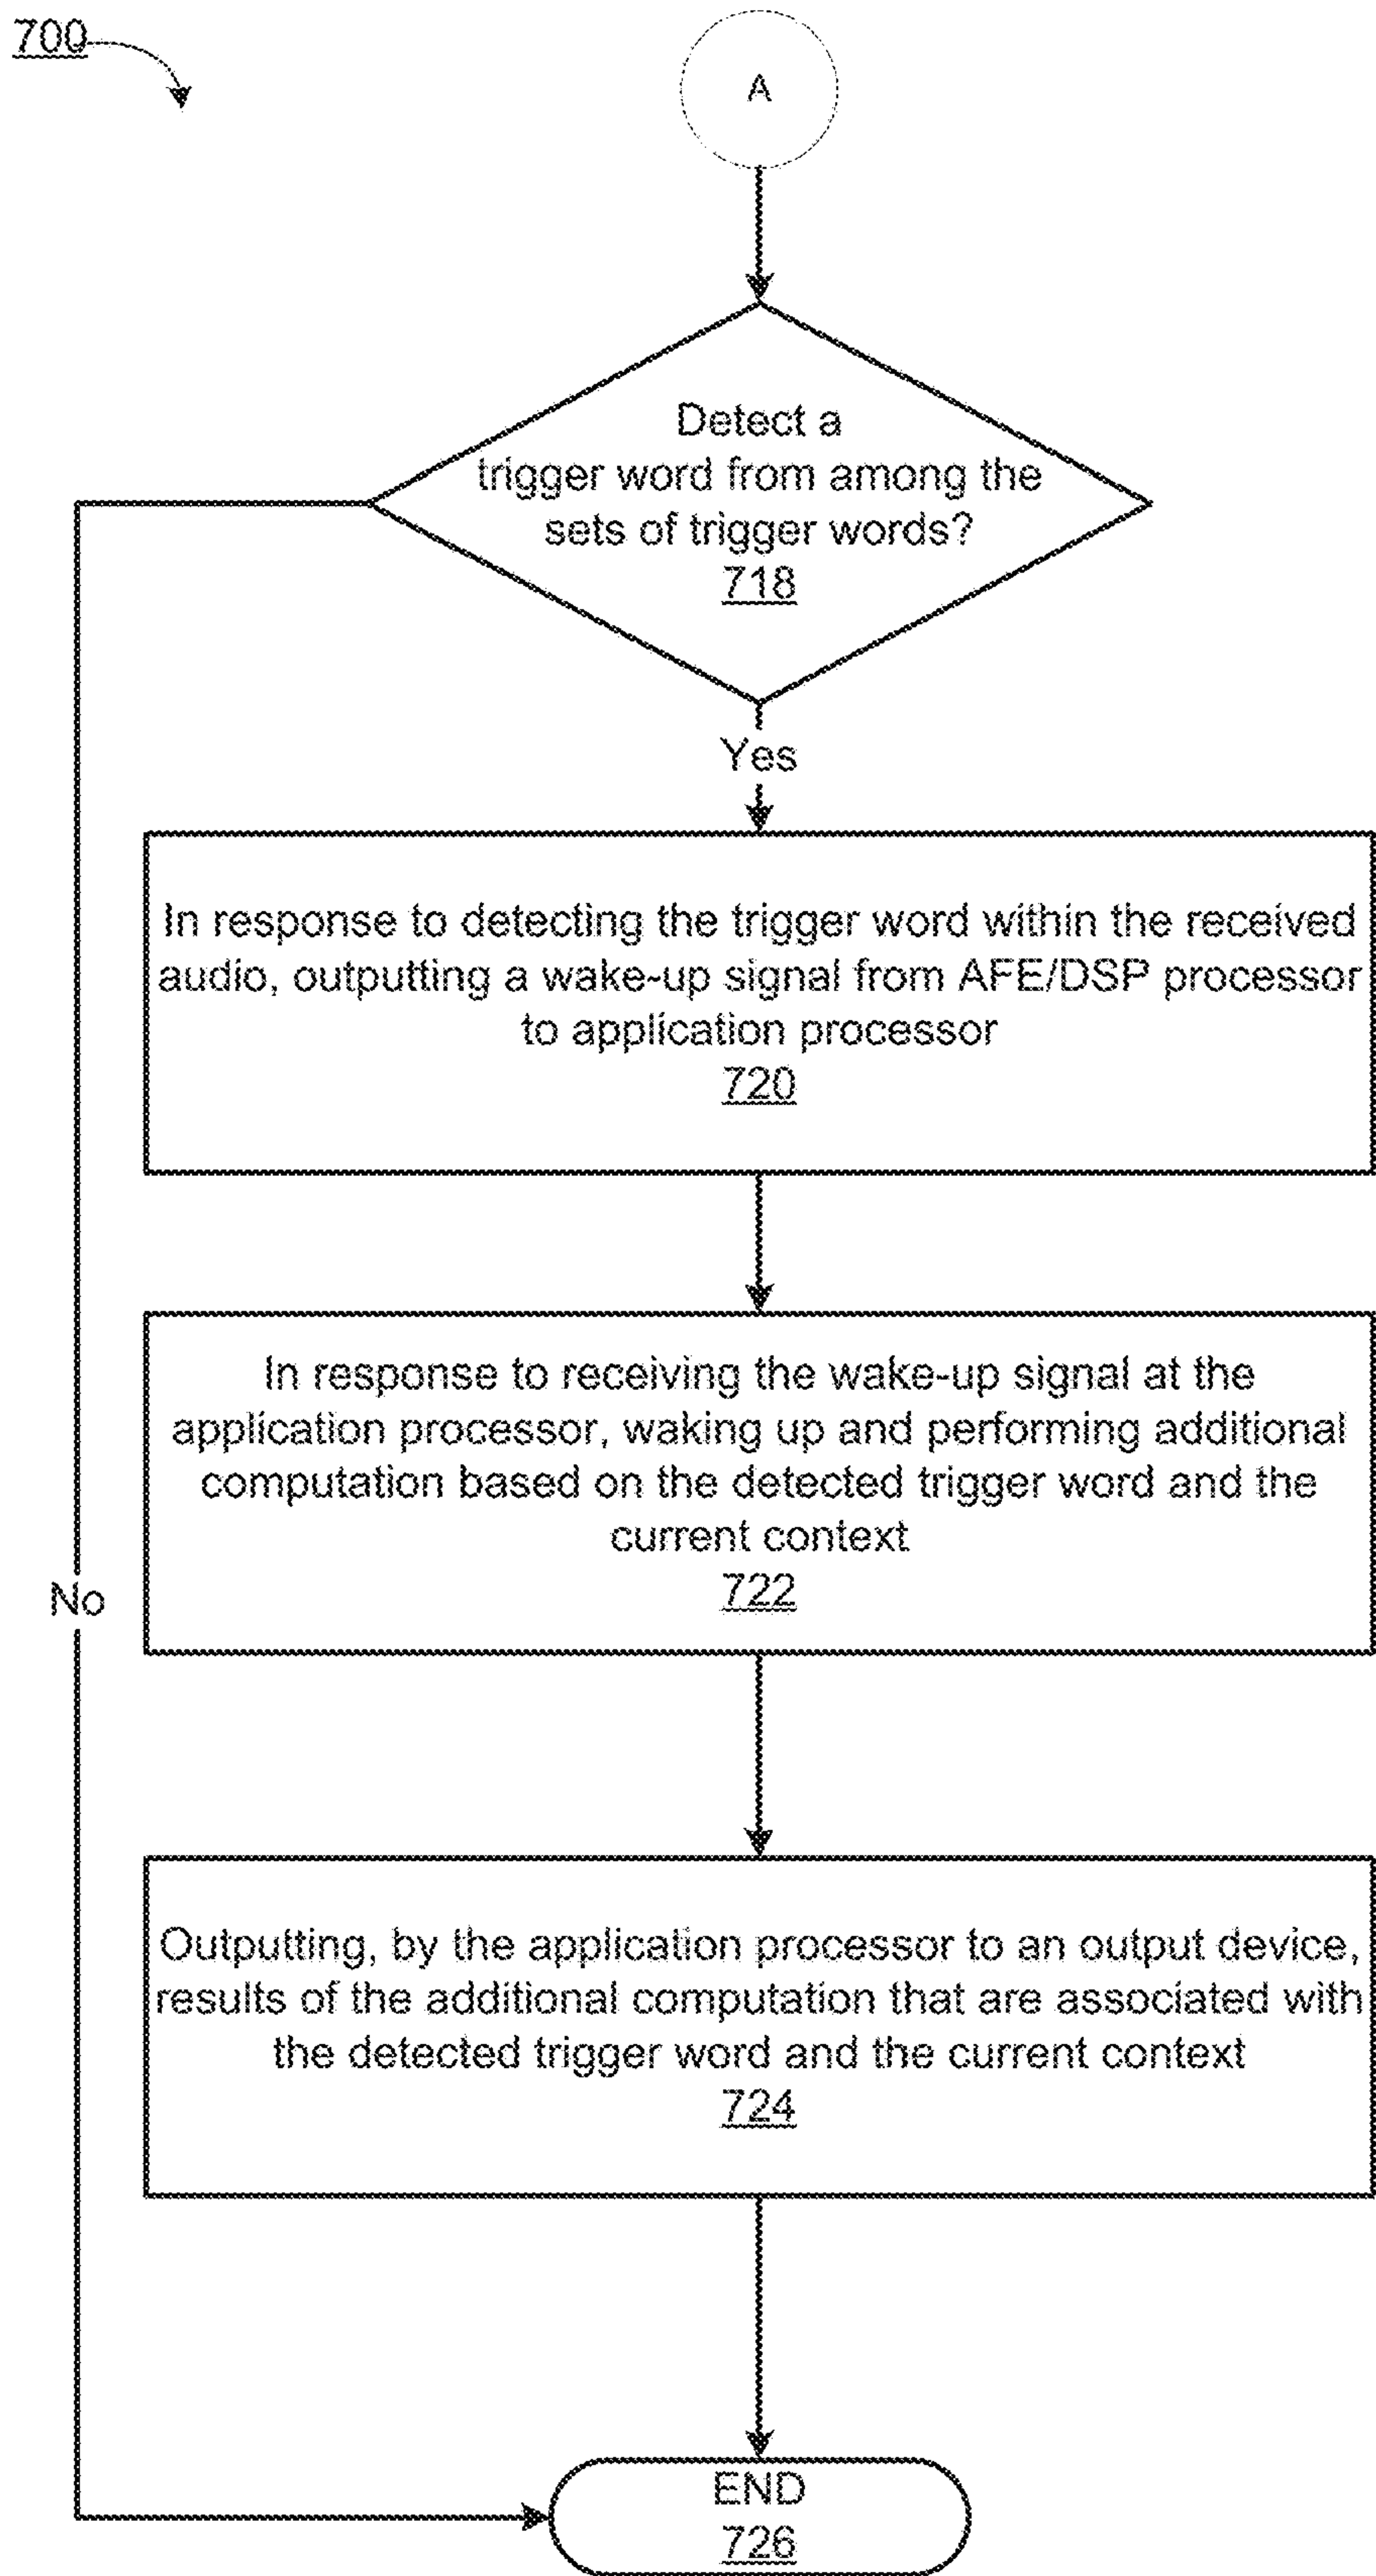 700
A
Detect a
trigger word from among the
sets of trigger words?
718
Yes
In response to detecting the trigger word within the received
audio, outputting a wake-up signal from AFE/DSP processor
to application processor
720
In response to receiving the wake-up signal at the
application processor, waking up and performing additional
computation based on the detected trigger word and the
current context
722
No
Outputting, by the application processor to an output device,
results of the additional computation that are associated with
the detected trigger word and the current context
724
END
726